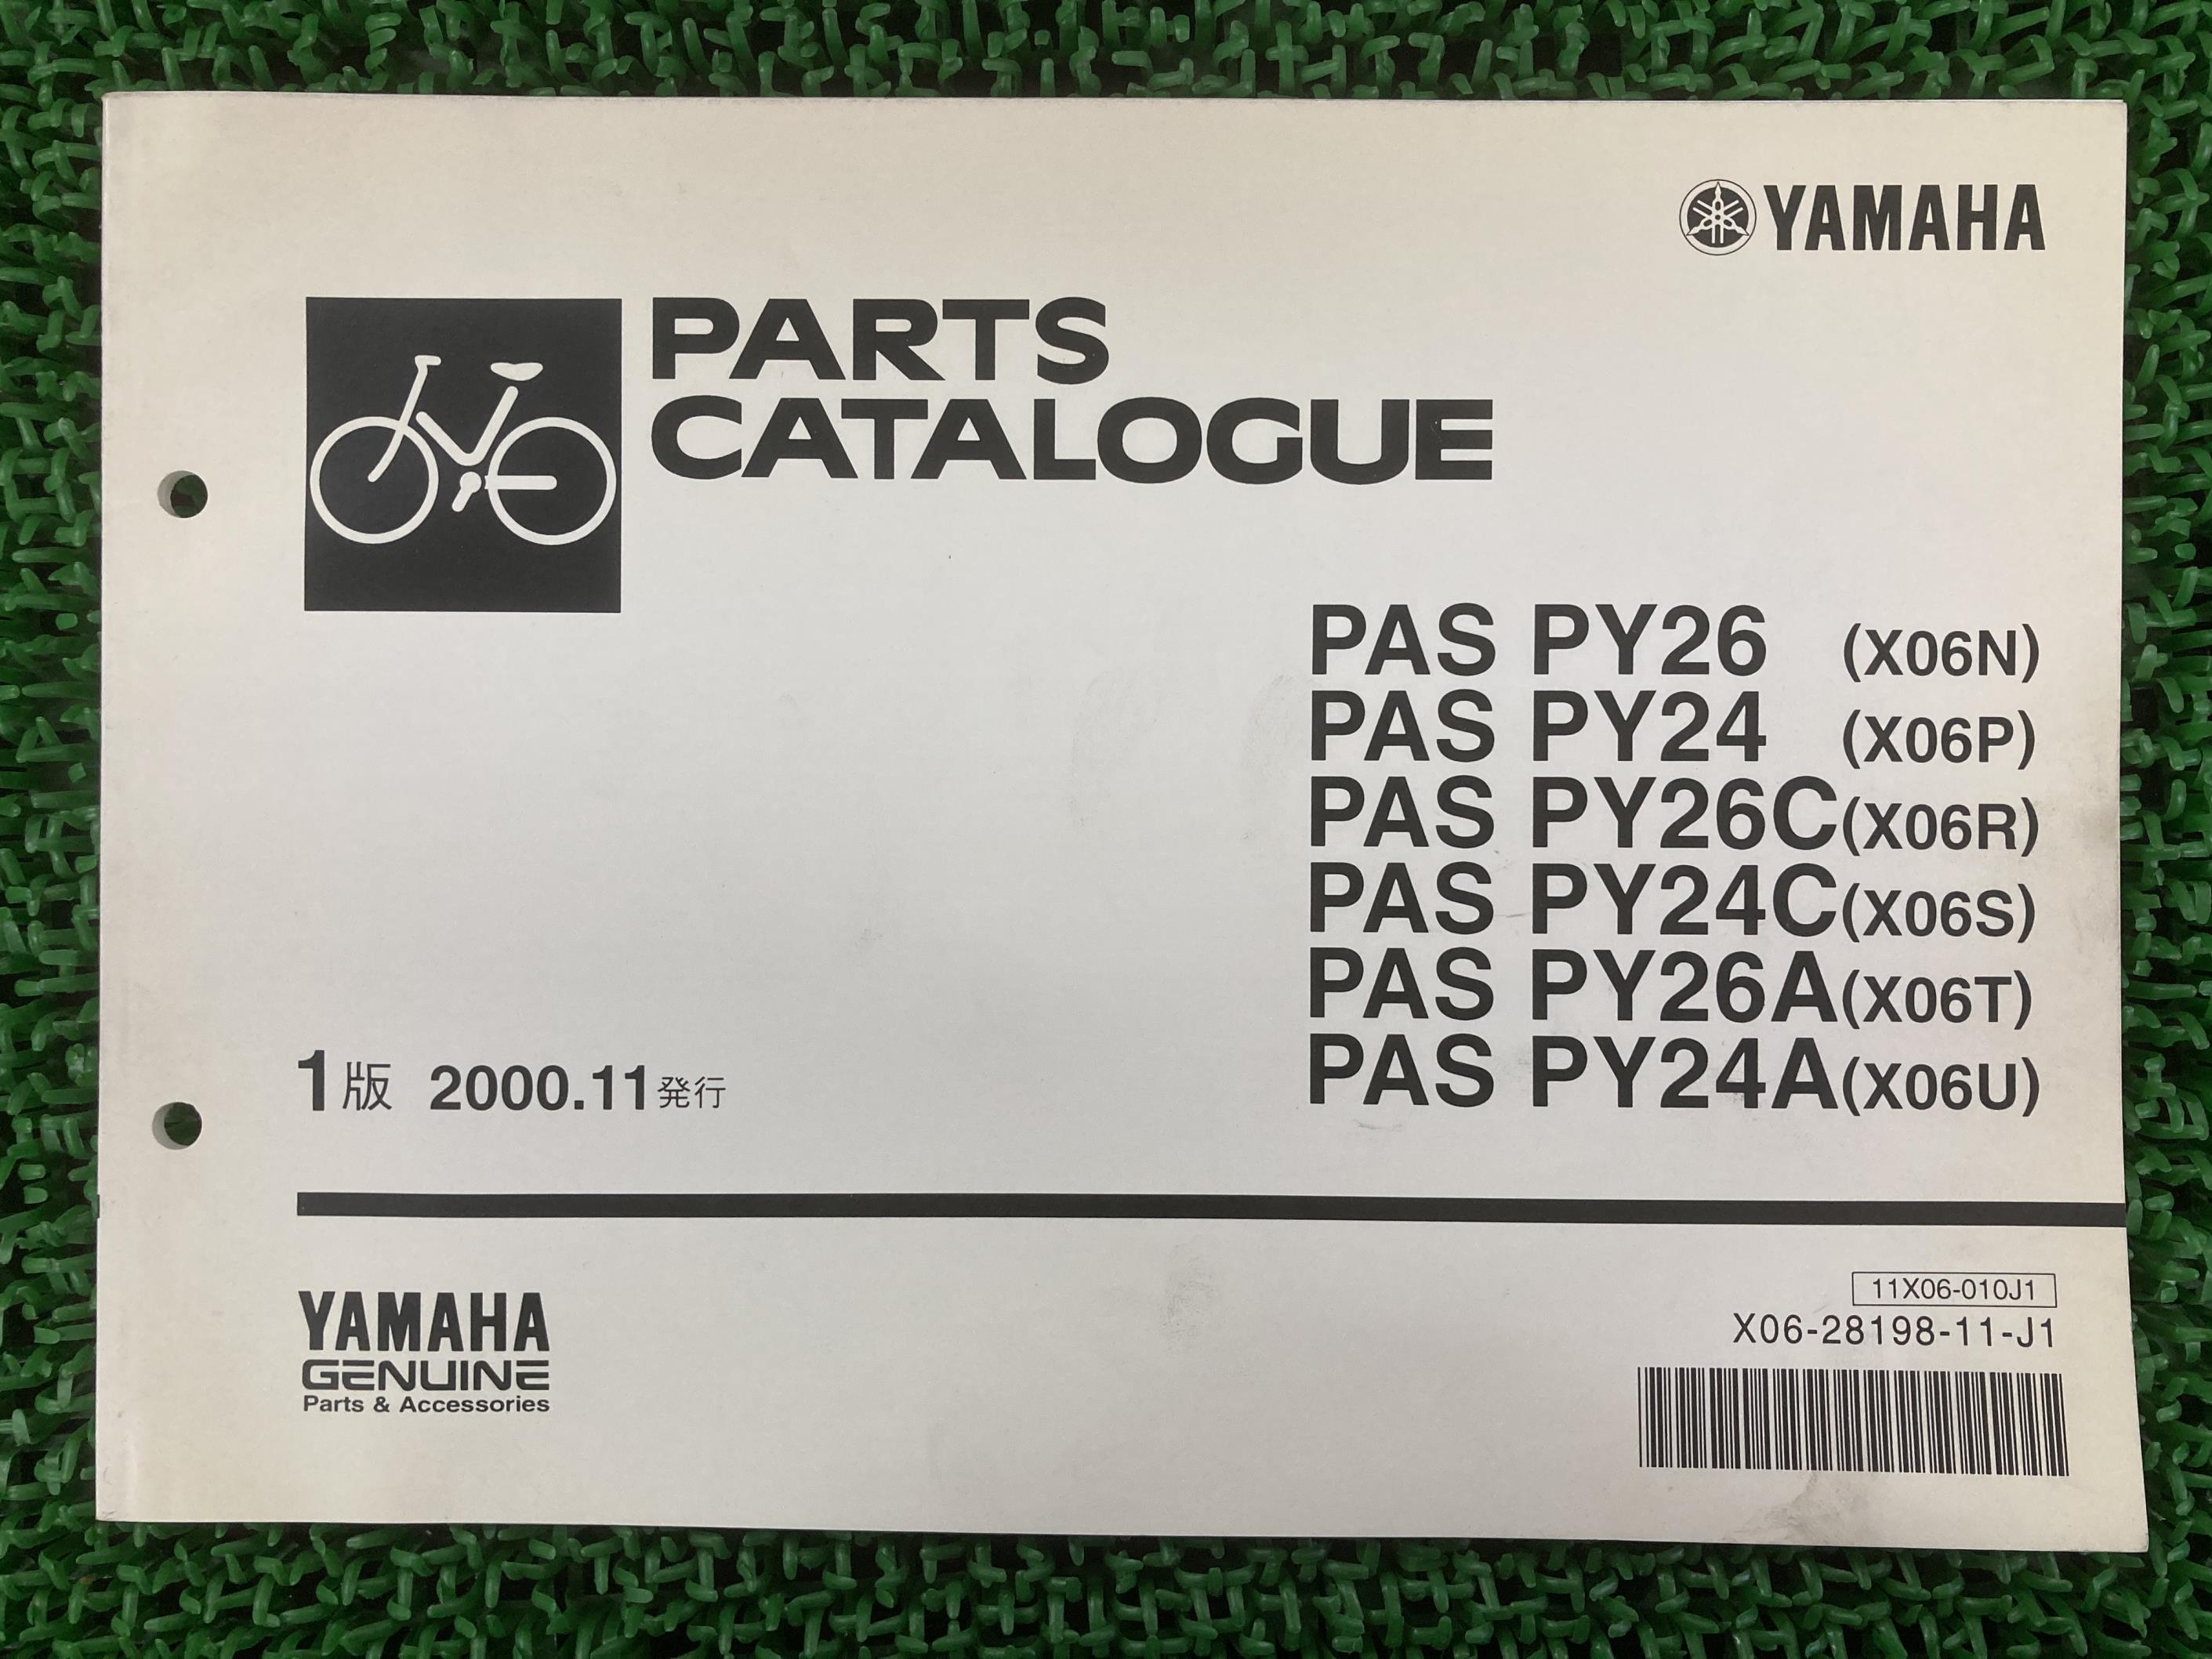 YAMAHA
PARTS
CATALOGUE
PAS PY26 (X06N)
PAS PY24 (X06P)
PAS PY26C(X06R)
PAS PY24C(X06S)
PAS PY26A(X06T)
PAS PY24A(X06U)
1版 2000.11発行
YAMAHA
GENUINE
Parts & Accessories
11X06-010J1
X06-28198-11-J1